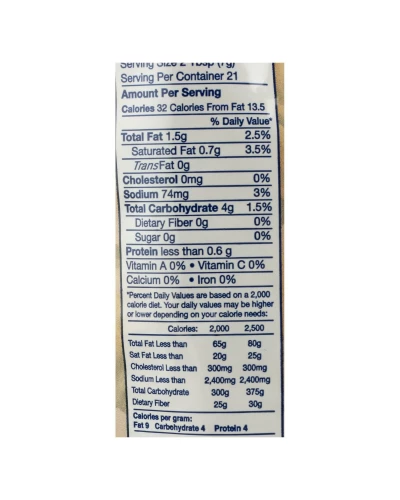 Serving Size 2 Tbsp (7g)
Serving Per Container 21
Amount Per Serving
Calories 32 Calories From Fat 13.5
% Daily Value*
Total Fat 1.5g 2.5%
Saturated Fat 0.7g 3.5%
Trans Fat 0g
Cholesterol 0mg 0%
Sodium 74mg 3%
Total Carbohydrate 4g 1.5%
Dietary Fiber 0g 0%
Sugar 0g 0%
Protein less than 0.6 g
Vitamin A 0% • Vitamin C 0%
Calcium 0% • Iron 0%
*Percent Daily Values are based on a 2,000
calorie diet. Your daily values may be higher
or lower depending on your calorie needs:
Calories: 2,000 2,500
Total Fat Less than 65g 80g
Sat Fat Less than 20g 25g
Cholesterol Less than 300mg 300mg
Sodium Less than 2,400mg 2,400mg
Total Carbohydrate 300g 375g
Dietary Fiber 25g 30g
Calories per gram:
Fat 9 Carbohydrate 4 Protein 4